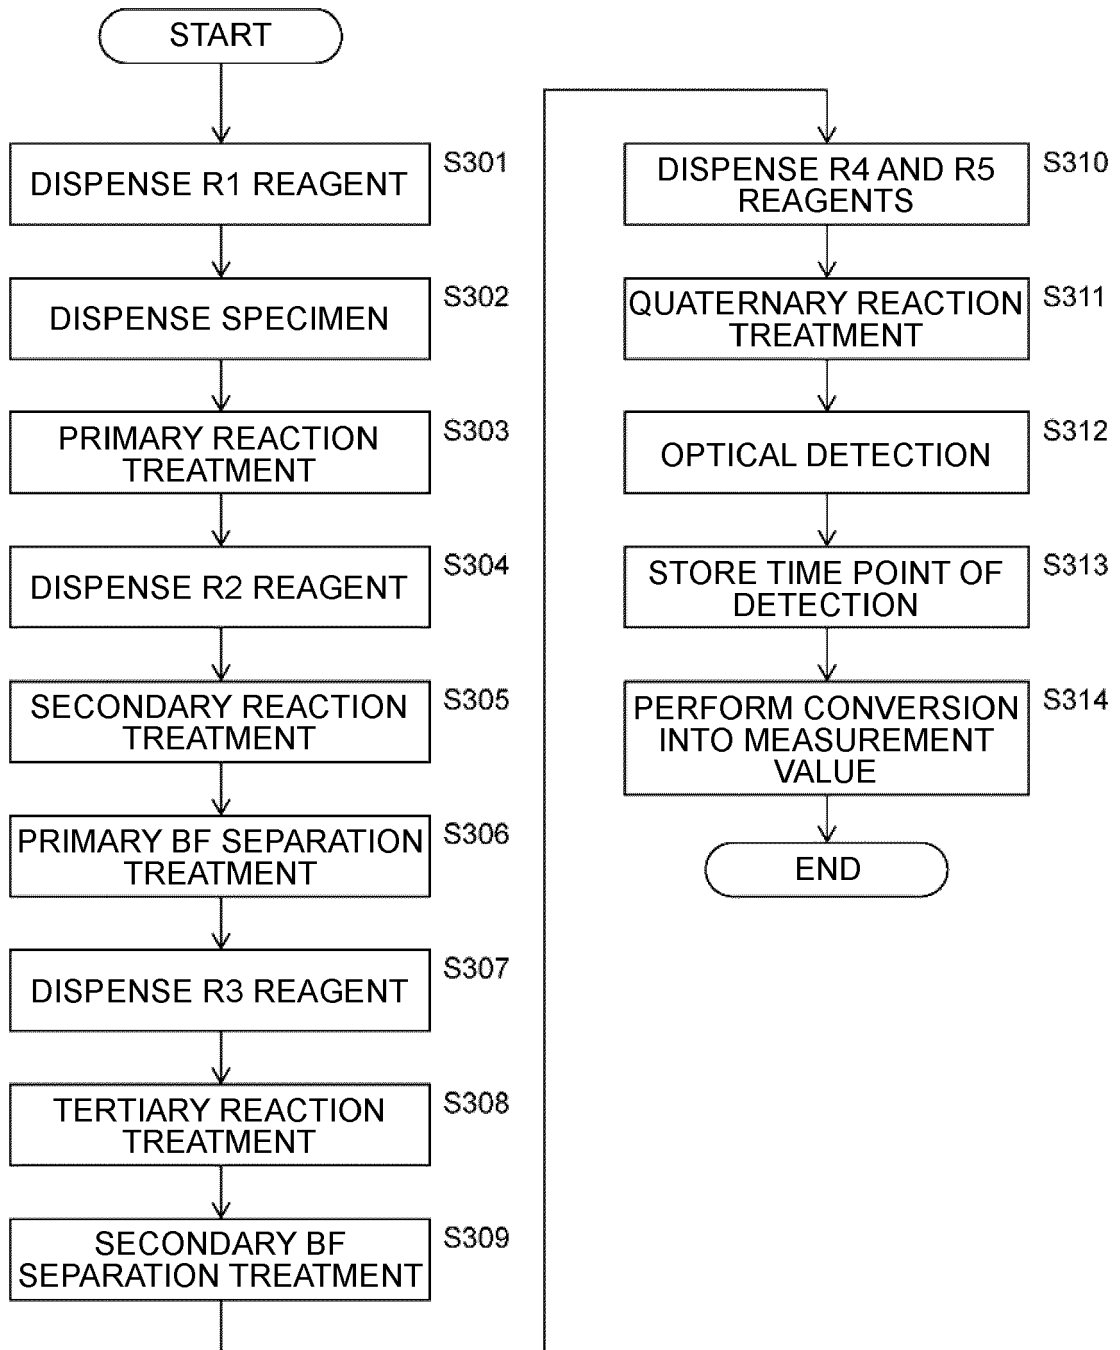 START
DISPENSE R1 REAGENT
S301
DISPENSE SPECIMEN
S302
PRIMARY REACTION
TREATMENT
S303
DISPENSE R2 REAGENT
S304
SECONDARY REACTION
TREATMENT
S305
PRIMARY BF SEPARATION
TREATMENT
S306
DISPENSE R3 REAGENT
S307
TERTIARY REACTION
TREATMENT
S308
SECONDARY BF
SEPARATION TREATMENT
S309
DISPENSE R4 AND R5
REAGENTS
S310
QUATERNARY REACTION
TREATMENT
S311
OPTICAL DETECTION
S312
STORE TIME POINT OF
DETECTION
S313
PERFORM CONVERSION
INTO MEASUREMENT
VALUE
S314
END